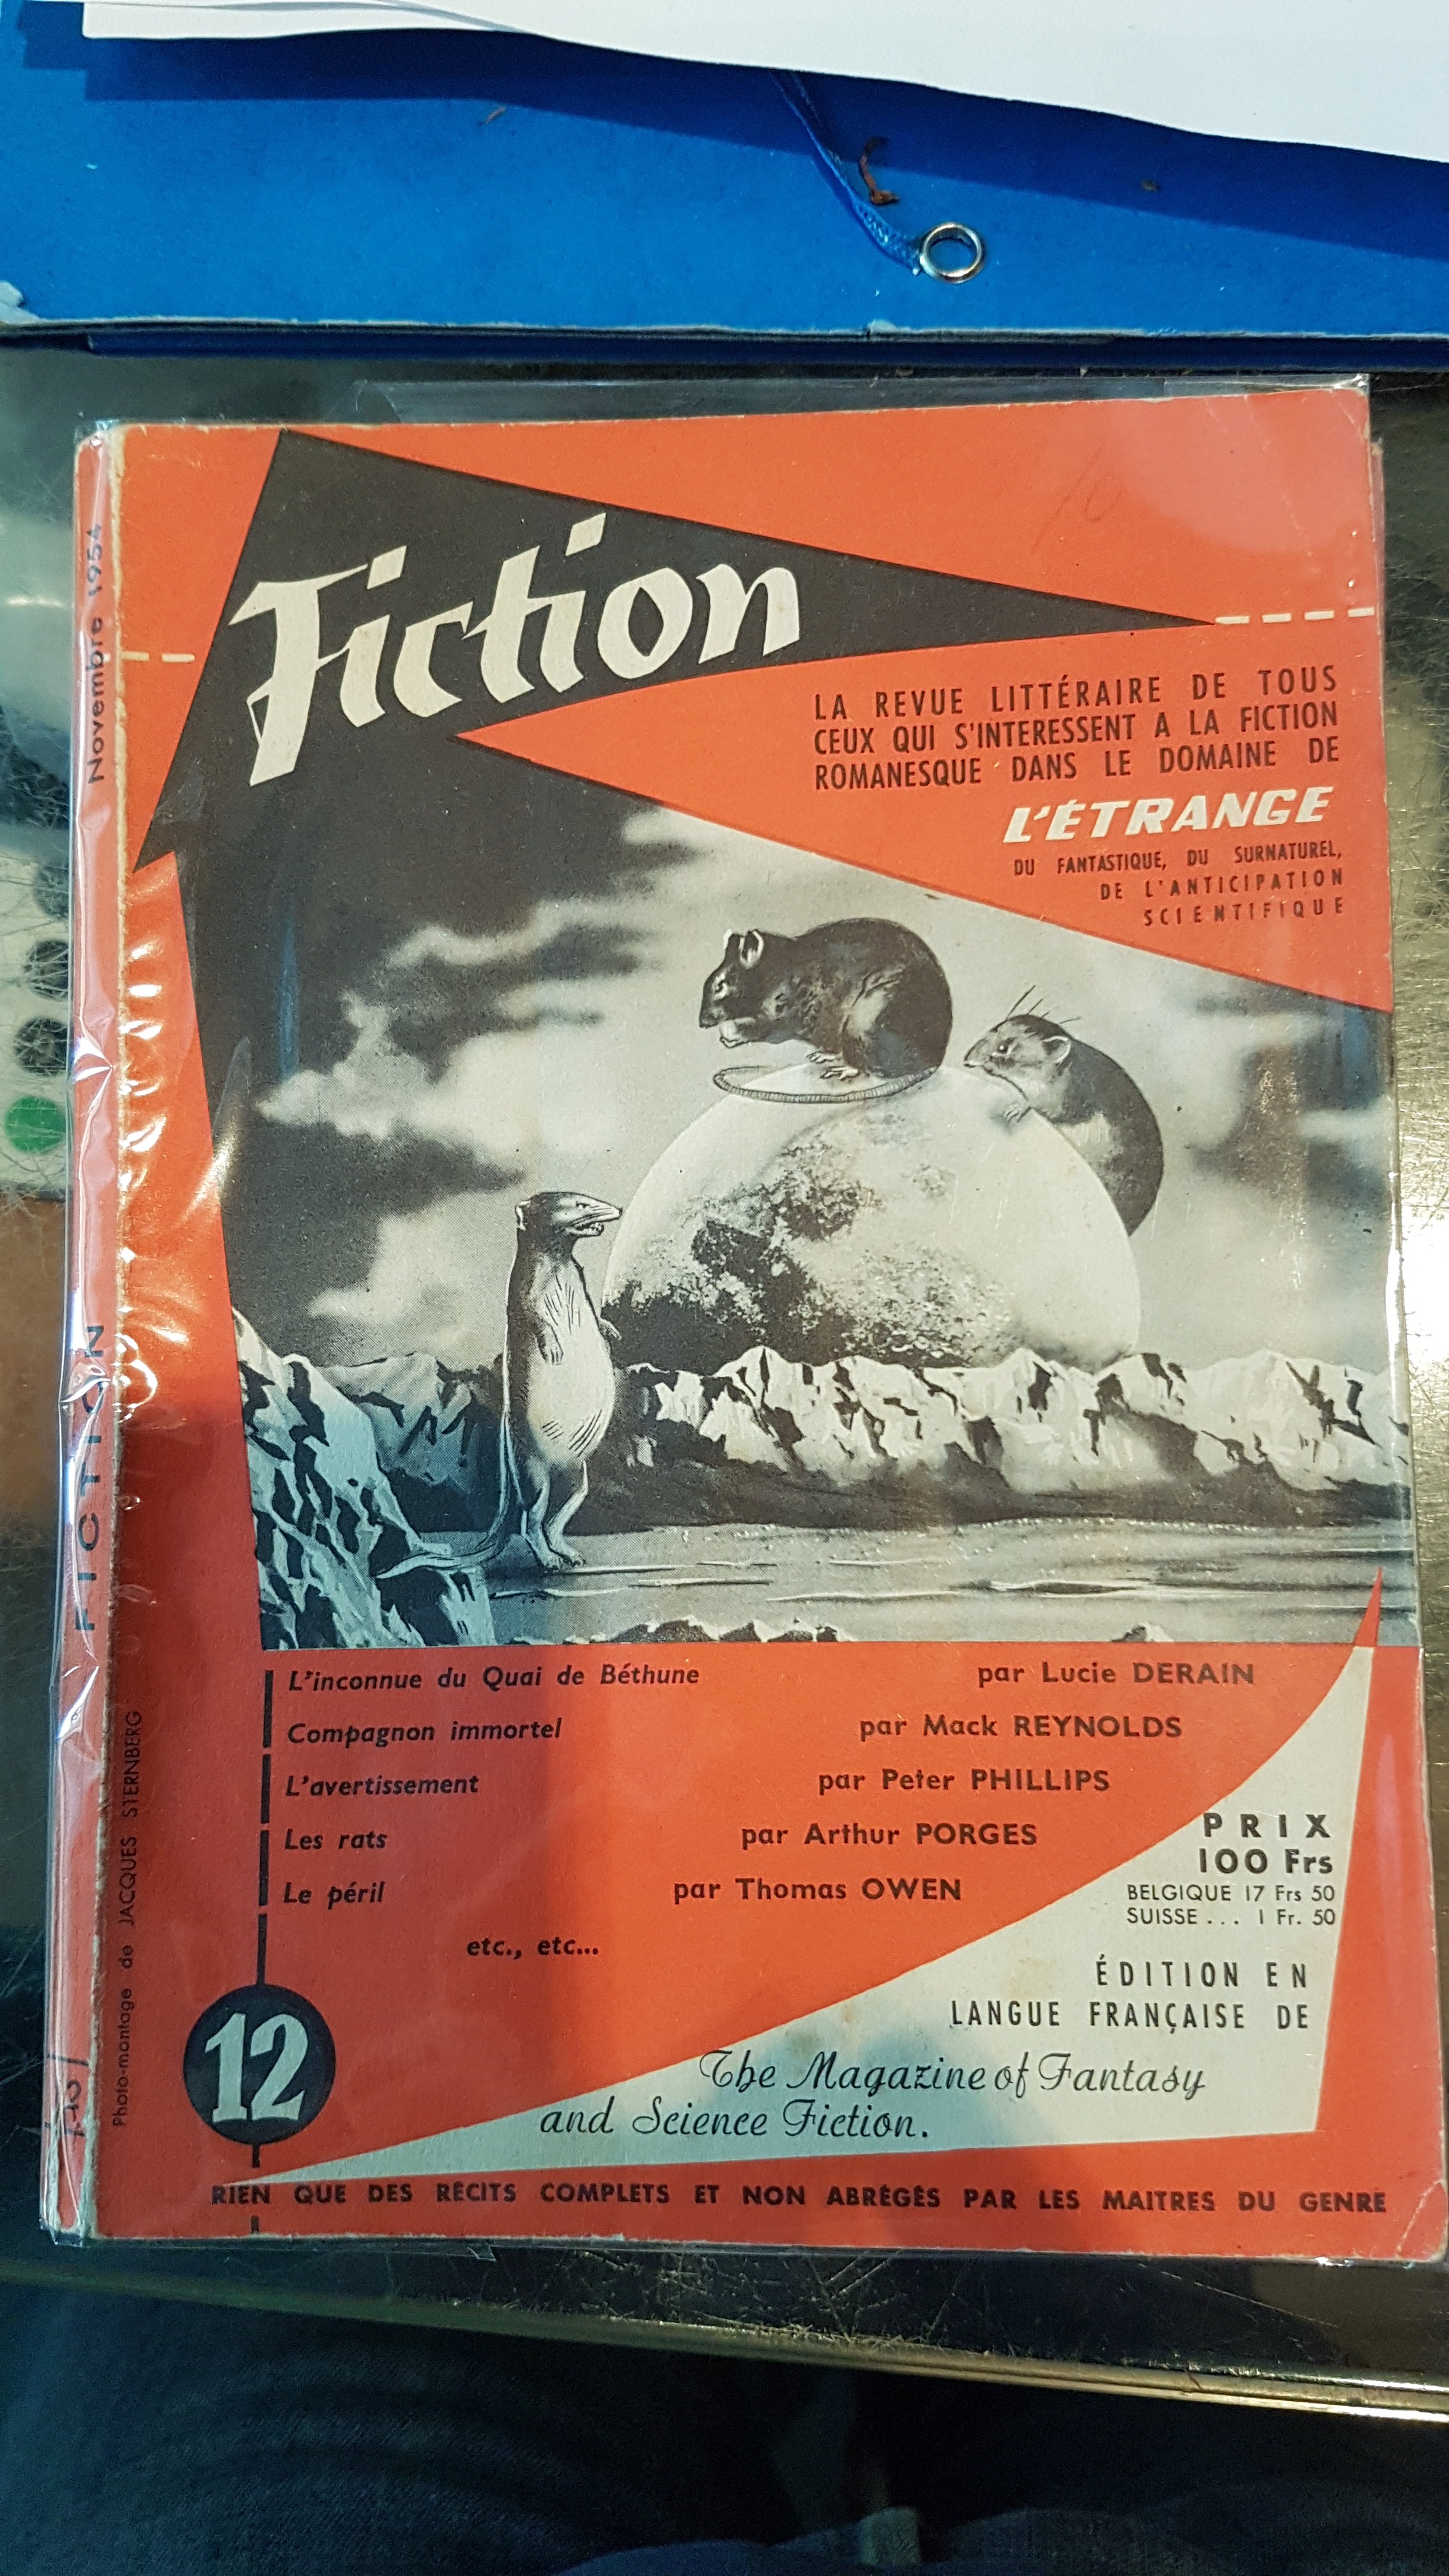 Fiction
LA REVUE LITTÉRAIRE DE TOUS
CEUX QUI S'INTERESSENT A LA FICTION
ROMANESQUE DANS LE DOMAINE DE
L'ÉTRANGE
DU FANTASTIQUE, DU SURNATUREL,
DE L'ANTICIPATION
SCIENTIFIQUE
Novembre 1954
FICTION
L'inconnue du Quai de Béthune par Lucie DERAIN
Compagnon immortel par Mack REYNOLDS
L'avertissement par Peter PHILLIPS
Les rats par Arthur PORGES
Le péril par Thomas OWEN
etc., etc...
PRIX
100 Frs
BELGIQUE 17 Frs 50
SUISSE ... 1 Fr. 50
ÉDITION EN
LANGUE FRANÇAISE DE
The Magazine of Fantasy
and Science Fiction.
12
Photo-montage de JACQUES STERNBERG
RIEN QUE DES RÉCITS COMPLETS ET NON ABRÉGÉS PAR LES MAITRES DU GENRE